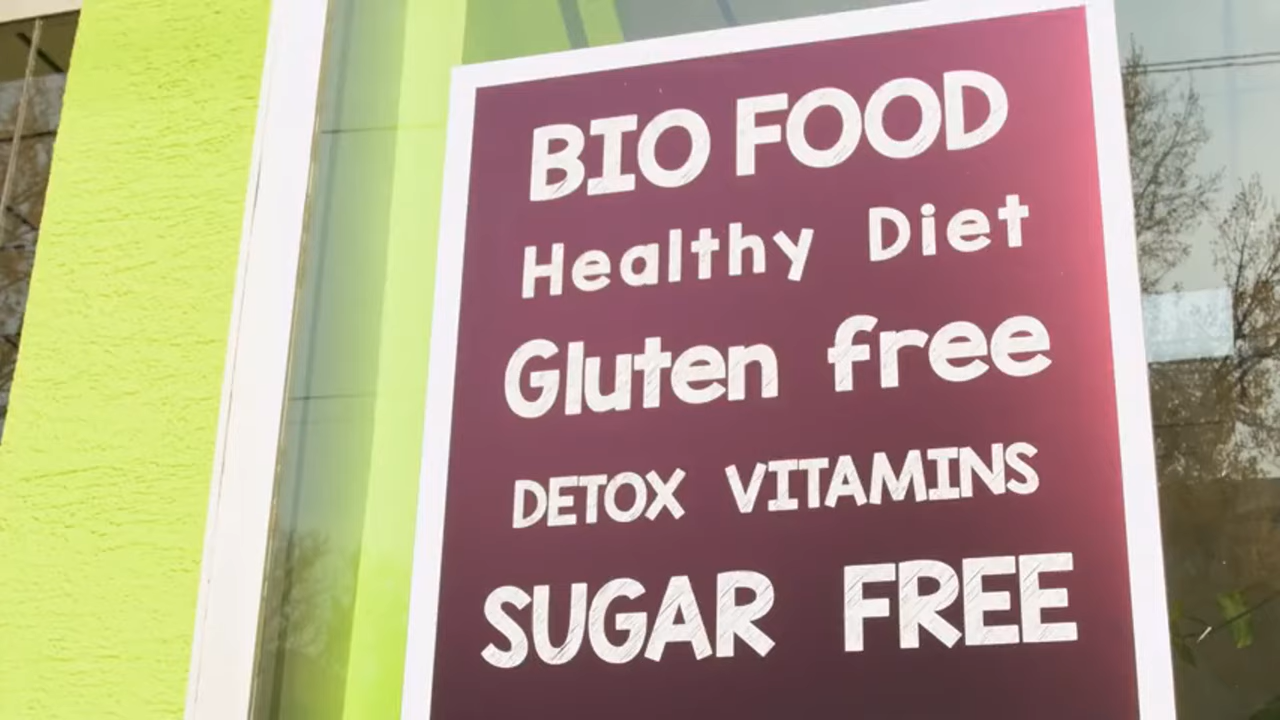 BIO FOOD
Healthy Diet
Gluten free
DETOX VITAMINS
SUGAR FREE